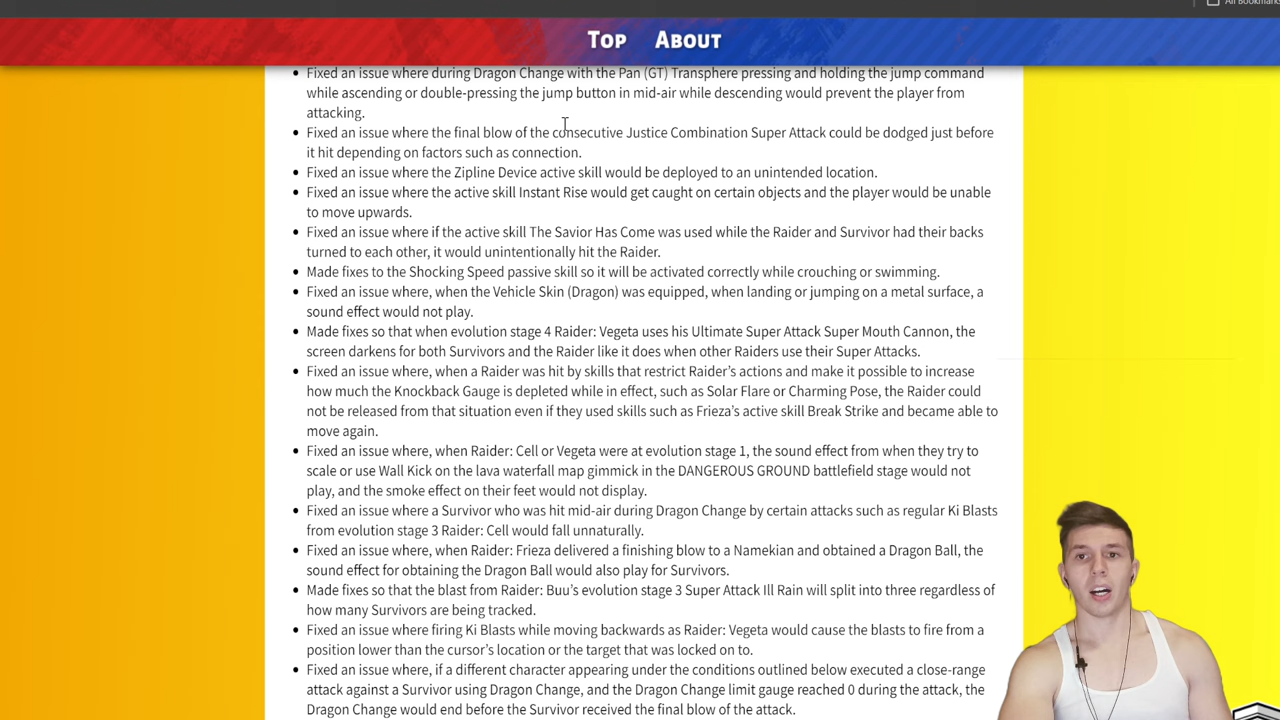 All Bookmarks
Top About
Fixed an issue where during Dragon Change with the Pan (GT) Transphere pressing and holding the jump command
while ascending or double-pressing the jump button in mid-air while descending would prevent the player from
attacking.
Fixed an issue where the final blow of the consecutive Justice Combination Super Attack could be dodged just before
it hit depending on factors such as connection.
Fixed an issue where the Zipline Device active skill would be deployed to an unintended location.
Fixed an issue where the active skill Instant Rise would get caught on certain objects and the player would be unable
to move upwards.
Fixed an issue where if the active skill The Savior Has Come was used while the Raider and Survivor had their backs
turned to each other, it would unintentionally hit the Raider.
Made fixes to the Shocking Speed passive skill so it will be activated correctly while crouching or swimming.
Fixed an issue where, when the Vehicle Skin (Dragon) was equipped, when landing or jumping on a metal surface, a
sound effect would not play.
Made fixes so that when evolution stage 4 Raider: Vegeta uses his Ultimate Super Attack Super Mouth Cannon, the
screen darkens for both Survivors and the Raider like it does when other Raiders use their Super Attacks.
Fixed an issue where, when a Raider was hit by skills that restrict Raider's actions and make it possible to increase
how much the Knockback Gauge is depleted while in effect, such as Solar Flare or Charming Pose, the Raider could
not be released from that situation even if they used skills such as Frieza's active skill Break Strike and became able to
move again.
Fixed an issue where, when Raider: Cell or Vegeta were at evolution stage 1, the sound effect from when they try to
scale or use Wall Kick on the lava waterfall map gimmick in the DANGEROUS GROUND battlefield stage would not
play, and the smoke effect on their feet would not display.
Fixed an issue where a Survivor who was hit mid-air during Dragon Change by certain attacks such as regular Ki Blasts
from evolution stage 3 Raider: Cell would fall unnaturally.
Fixed an issue where, when Raider: Frieza delivered a finishing blow to a Namekian and obtained a Dragon Ball, the
sound effect for obtaining the Dragon Ball would also play for Survivors.
Made fixes so that the blast from Raider: Buu's evolution stage 3 Super Attack Ill Rain will split into three regardless of
how many Survivors are being tracked.
Fixed an issue where firing Ki Blasts while moving backwards as Raider: Vegeta would cause the blasts to fire from a
position lower than the cursor's location or the target that was locked on to.
Fixed an issue where, if a different character appearing under the conditions outlined below executed a close-range
attack against a Survivor using Dragon Change, and the Dragon Change limit gauge reached 0 during the attack, the
Dragon Change would end before the Survivor received the final blow of the attack.